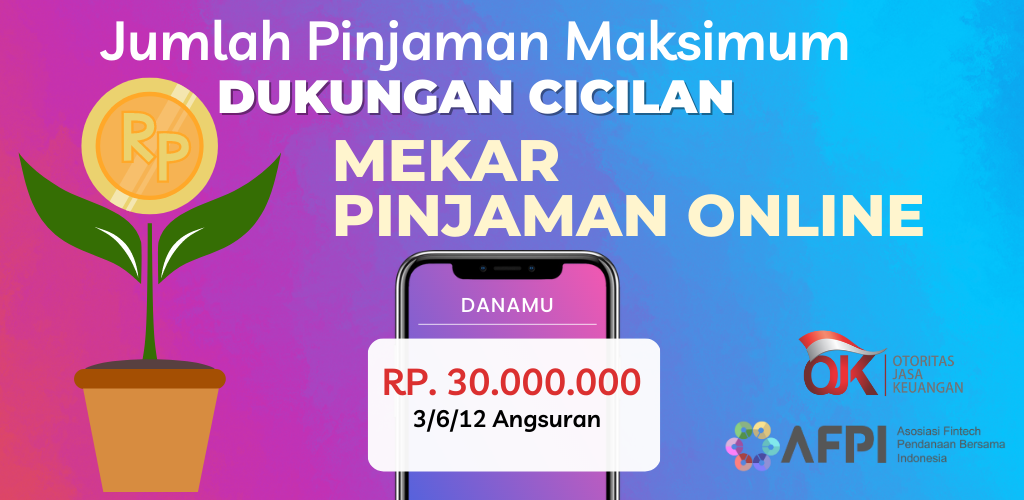 Jumlah Pinjaman Maksimum
DUKUNGAN CICILAN
RP
MEKAR
PINJAMAN ONLINE
DANAMU
RP. 30.000.000
3/6/12 Angsuran
OJK
OTORITAS
JASA
KEUANGAN
AFPI
Asosiasi Fintech
Pendanaan Bersama
Indonesia